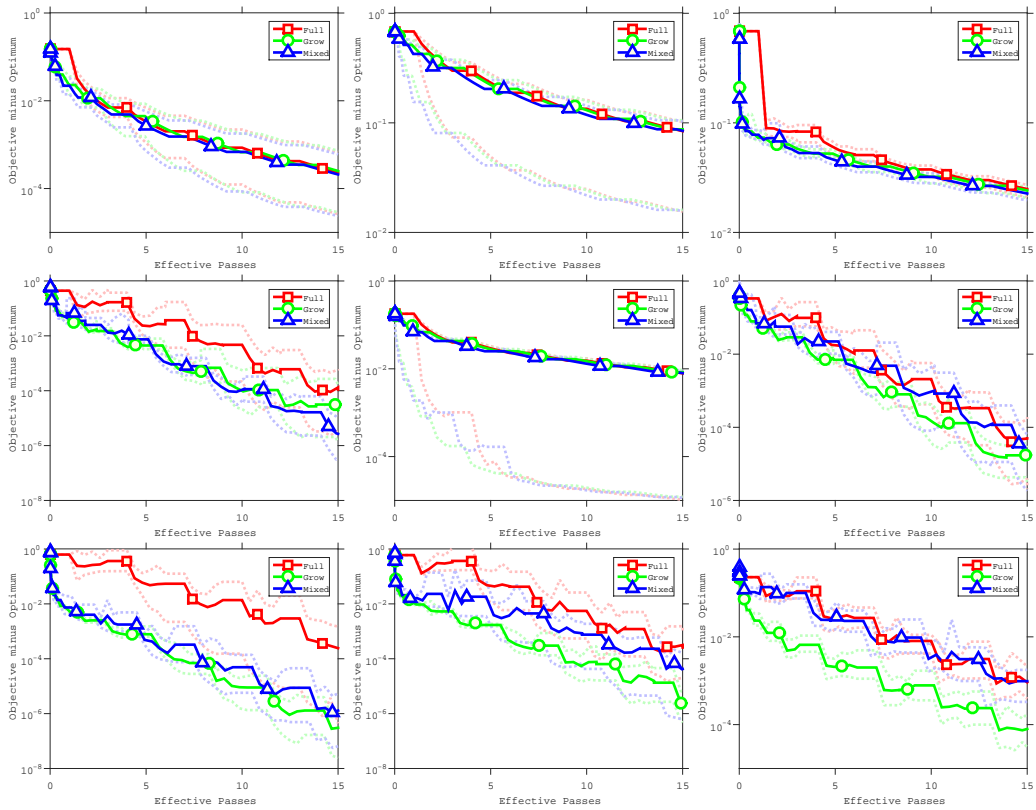 Objective minus Optimum
10^0
10^-2
10^-4
Full
Grow
Mixed
0 5 10 15
Effective Passes
Objective minus Optimum
10^0
10^-1
10^-2
Full
Grow
Mixed
0 5 10 15
Effective Passes
Objective minus Optimum
10^0
10^-1
10^-2
Full
Grow
Mixed
0 5 10 15
Effective Passes
Objective minus Optimum
10^0
10^-2
10^-4
10^-6
10^-8
Full
Grow
Mixed
0 5 10 15
Effective Passes
Objective minus Optimum
10^0
10^-2
10^-4
Full
Grow
Mixed
0 5 10 15
Effective Passes
Objective minus Optimum
10^0
10^-2
10^-4
10^-6
Full
Grow
Mixed
0 5 10 15
Effective Passes
Objective minus Optimum
10^0
10^-2
10^-4
10^-6
10^-8
Full
Grow
Mixed
0 5 10 15
Effective Passes
Objective minus Optimum
10^0
10^-2
10^-4
10^-6
10^-8
Full
Grow
Mixed
0 5 10 15
Effective Passes
Objective minus Optimum
10^0
10^-2
10^-4
Full
Grow
Mixed
0 5 10 15
Effective Passes